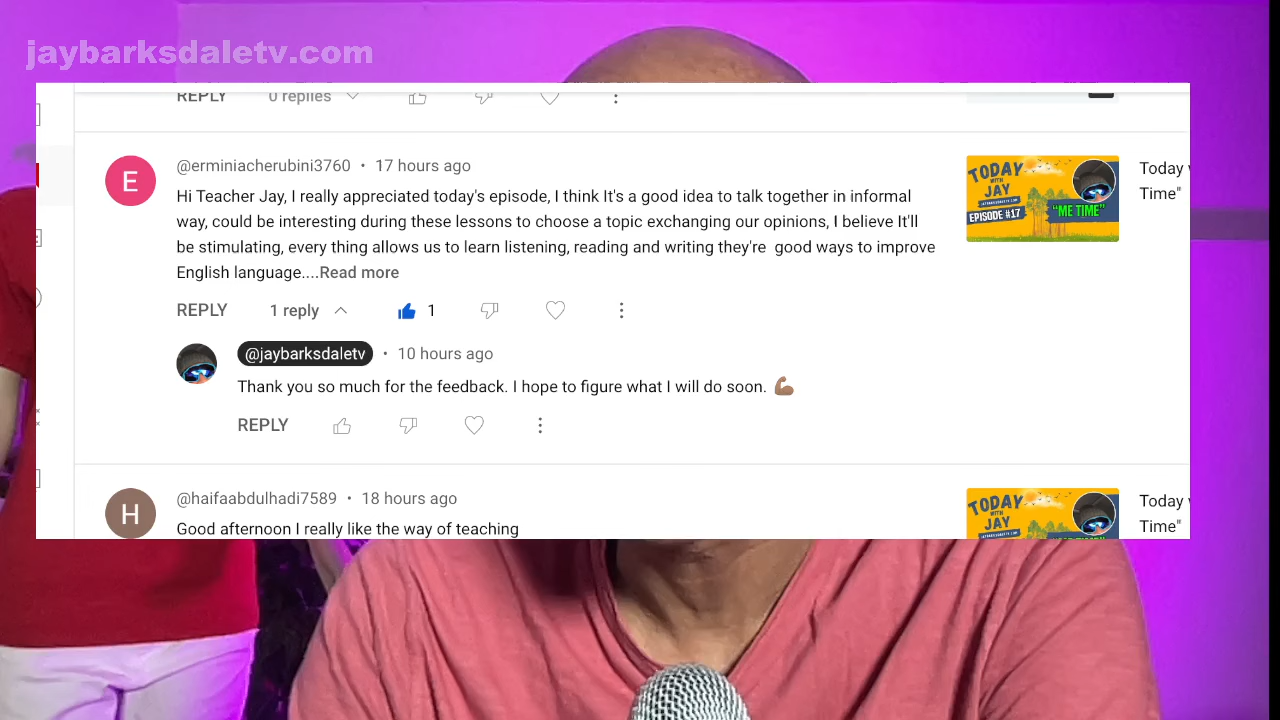 jaybarksdaletv.com
REPLY 0 replies
@erminiacherubini3760 • 17 hours ago
Hi Teacher Jay, I really appreciated today's episode, I think It's a good idea to talk together in informal
way, could be interesting these lessons to choose a topic exchanging our opinions, I believe It'll
be stimulating, every thing allows us to learn listening, reading and writing they're  good ways to improve
English language....Read more
REPLY 1 reply 1
E
TODAY
WITH
JAY
JAYBARKSDALETV.COM
EPISODE #17
"ME TIME"
Today
Time"
@jaybarksdaletv • 10 hours ago
Thank you so much for the feedback. I hope to figure what I will do soon. 💪🏽
REPLY
H
@haifaabdulhadi7589 • 18 hours ago
Good afternoon I really like the way of teaching
TODAY
WITH
JAY
Today
Time"